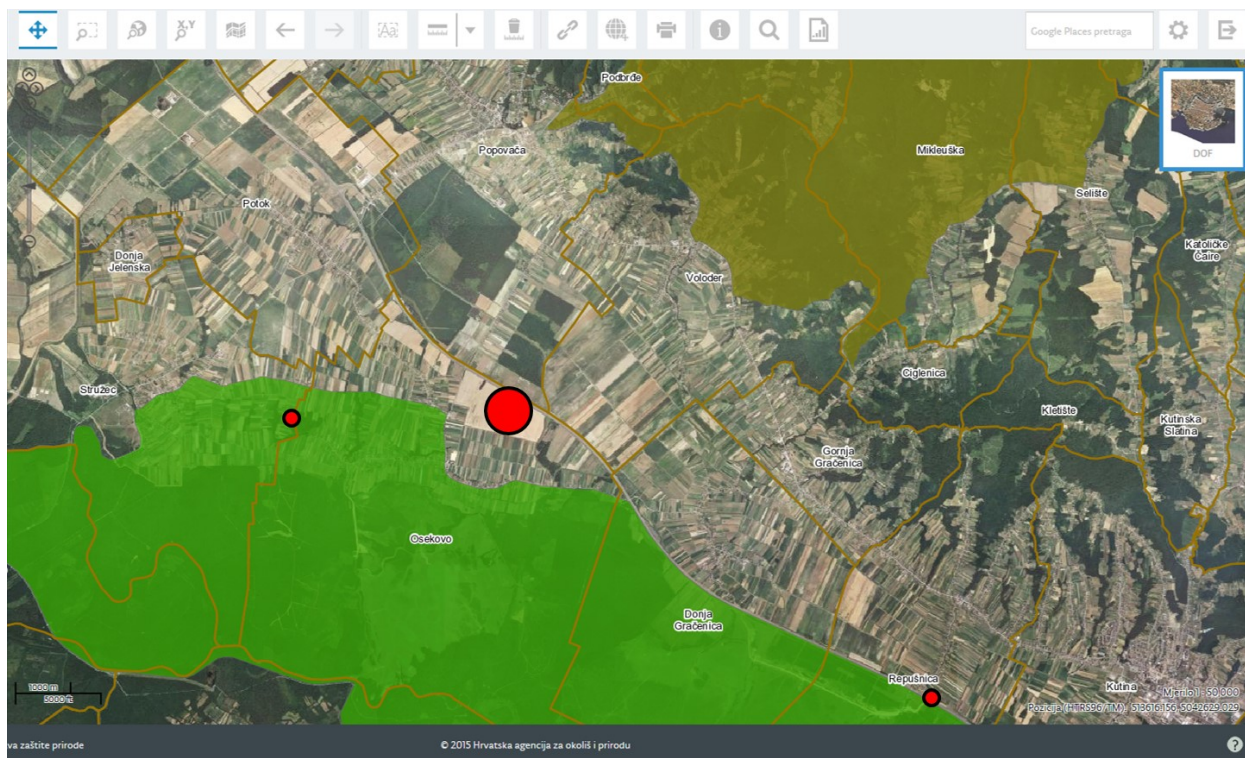 X,Y
Aa
Google Places pretraga
Podbrđe
DOF
Popovača
Mikleuška
Selište
Potok
Katoličke
Čaire
Donja
Jelenska
Voloder
Stružec
Ciglenica
Kletište
Kutinska
Slatina
Gornja
Gračenica
Osekovo
Donja
Gračenica
Repušnica
Kutina
1000 m
5000 ft
Mjerilo 1 : 50.000
Pozicija (HTRS96/TM): 513616.156, 5042629.029
va zaštite prirode
© 2015 Hrvatska agencija za okoliš i prirodu
?